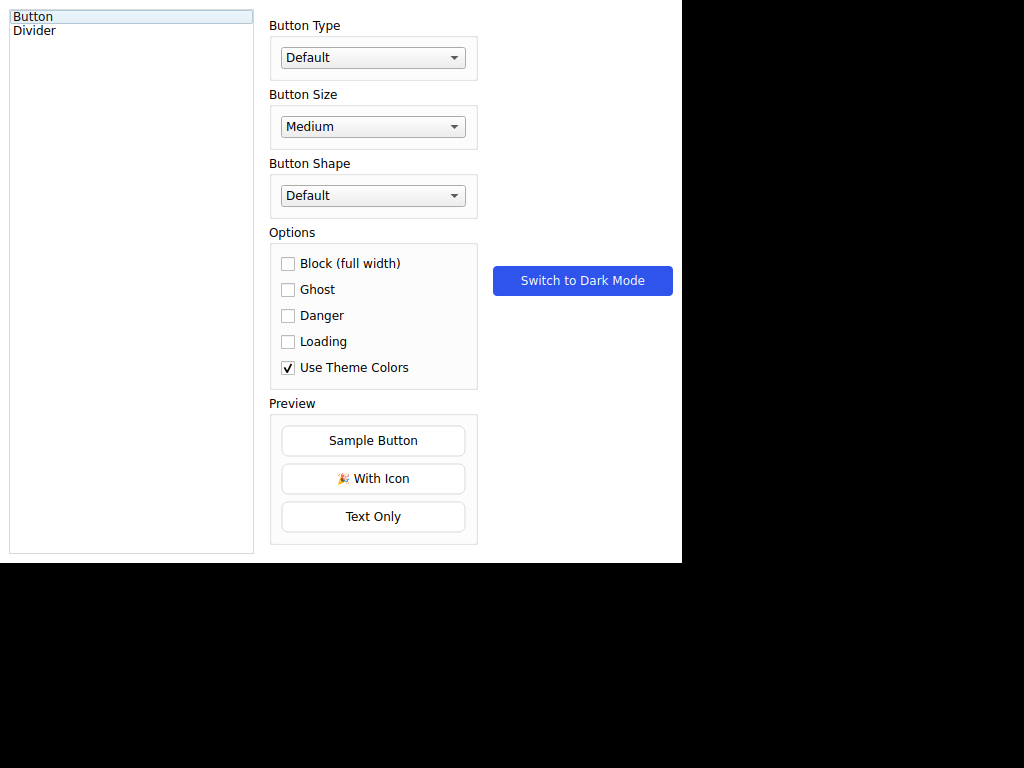 Button
Divider
Button Type
Default
Button Size
Medium
Button Shape
Default
Options
Block (full width)
Ghost
Danger
Loading
Use Theme Colors
Preview
Sample Button
🎉 With Icon
Text Only
Switch to Dark Mode